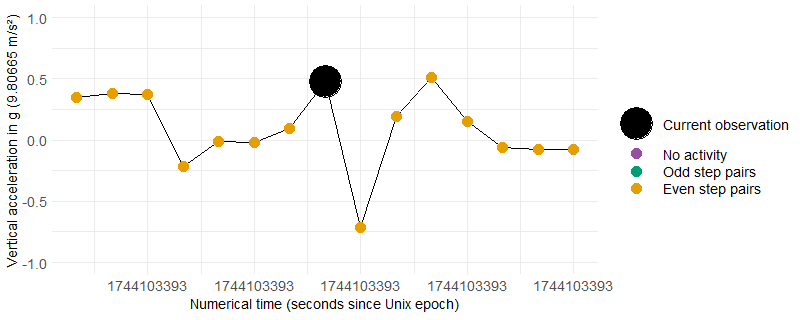 Vertical acceleration in g (9.80665 m/s²)
1.0
0.5
0.0
-0.5
-1.0
1744103393 1744103393 1744103393 1744103393 1744103393
Numerical time (seconds since Unix epoch)
Current observation
No activity
Odd step pairs
Even step pairs